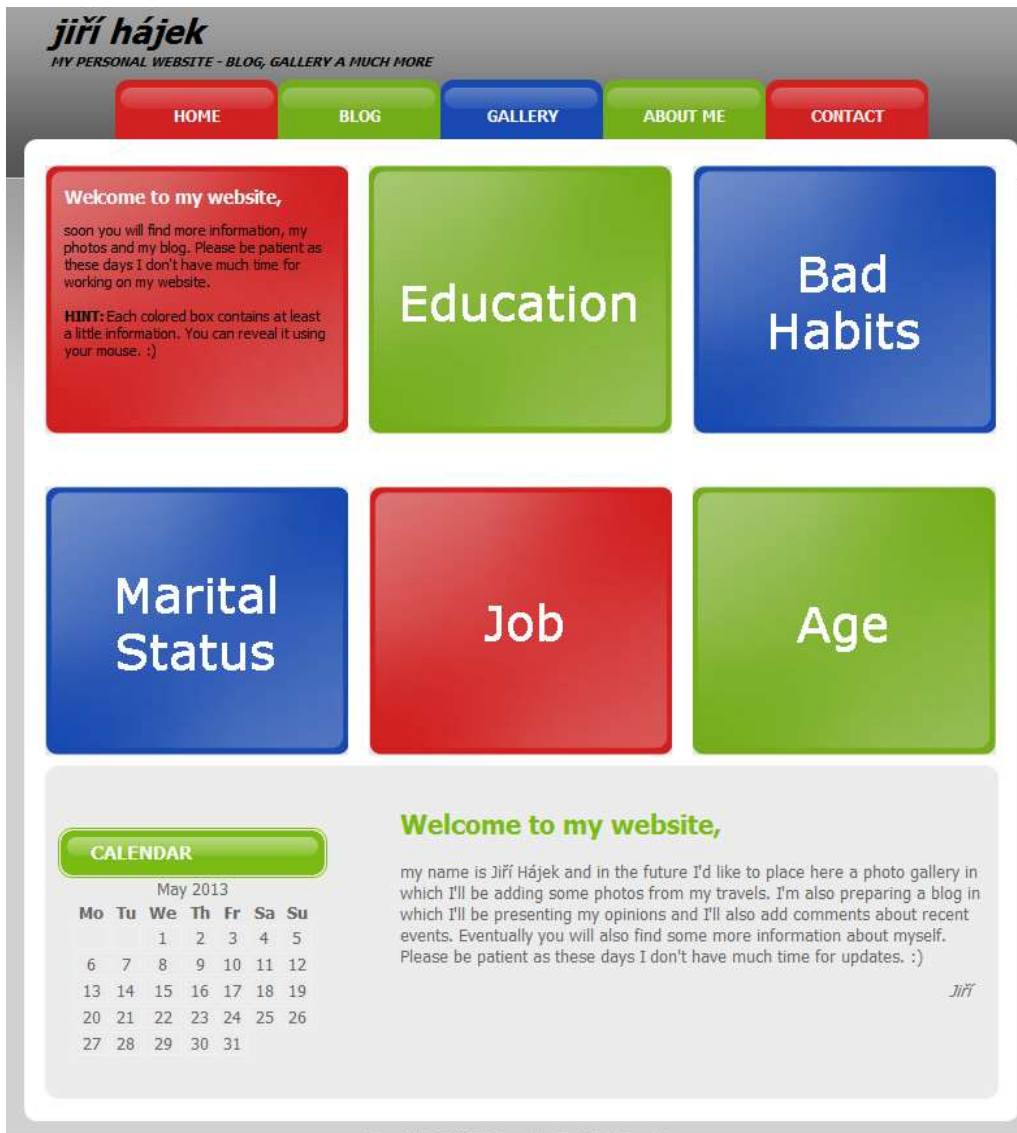 jiří hájek
MY PERSONAL WEBSITE - BLOG, GALLERY A MUCH MORE
HOME BLOG GALLERY ABOUT ME CONTACT
Welcome to my website,
soon you will find more information, my
photos and my blog. Please be patient as
these days I don't have much time for
working on my website.
HINT: Each colored box contains at least
a little information. You can reveal it using
your mouse. :)
Education
Bad
Habits
Marital
Status
Job
Age
CALENDAR
May 2013
Mo Tu We Th Fr Sa Su
1 2 3 4 5
6 7 8 9 10 11 12
13 14 15 16 17 18 19
20 21 22 23 24 25 26
27 28 29 30 31
Welcome to my website,
my name is Jiří Hájek and in the future I'd like to place here a photo gallery in
which I'll be adding some photos from my travels. I'm also preparing a blog in
which I'll be presenting my opinions and I'll also add comments about recent
events. Eventually you will also find some more information about myself.
Please be patient as these days I don't have much time for updates. :)
Jiří